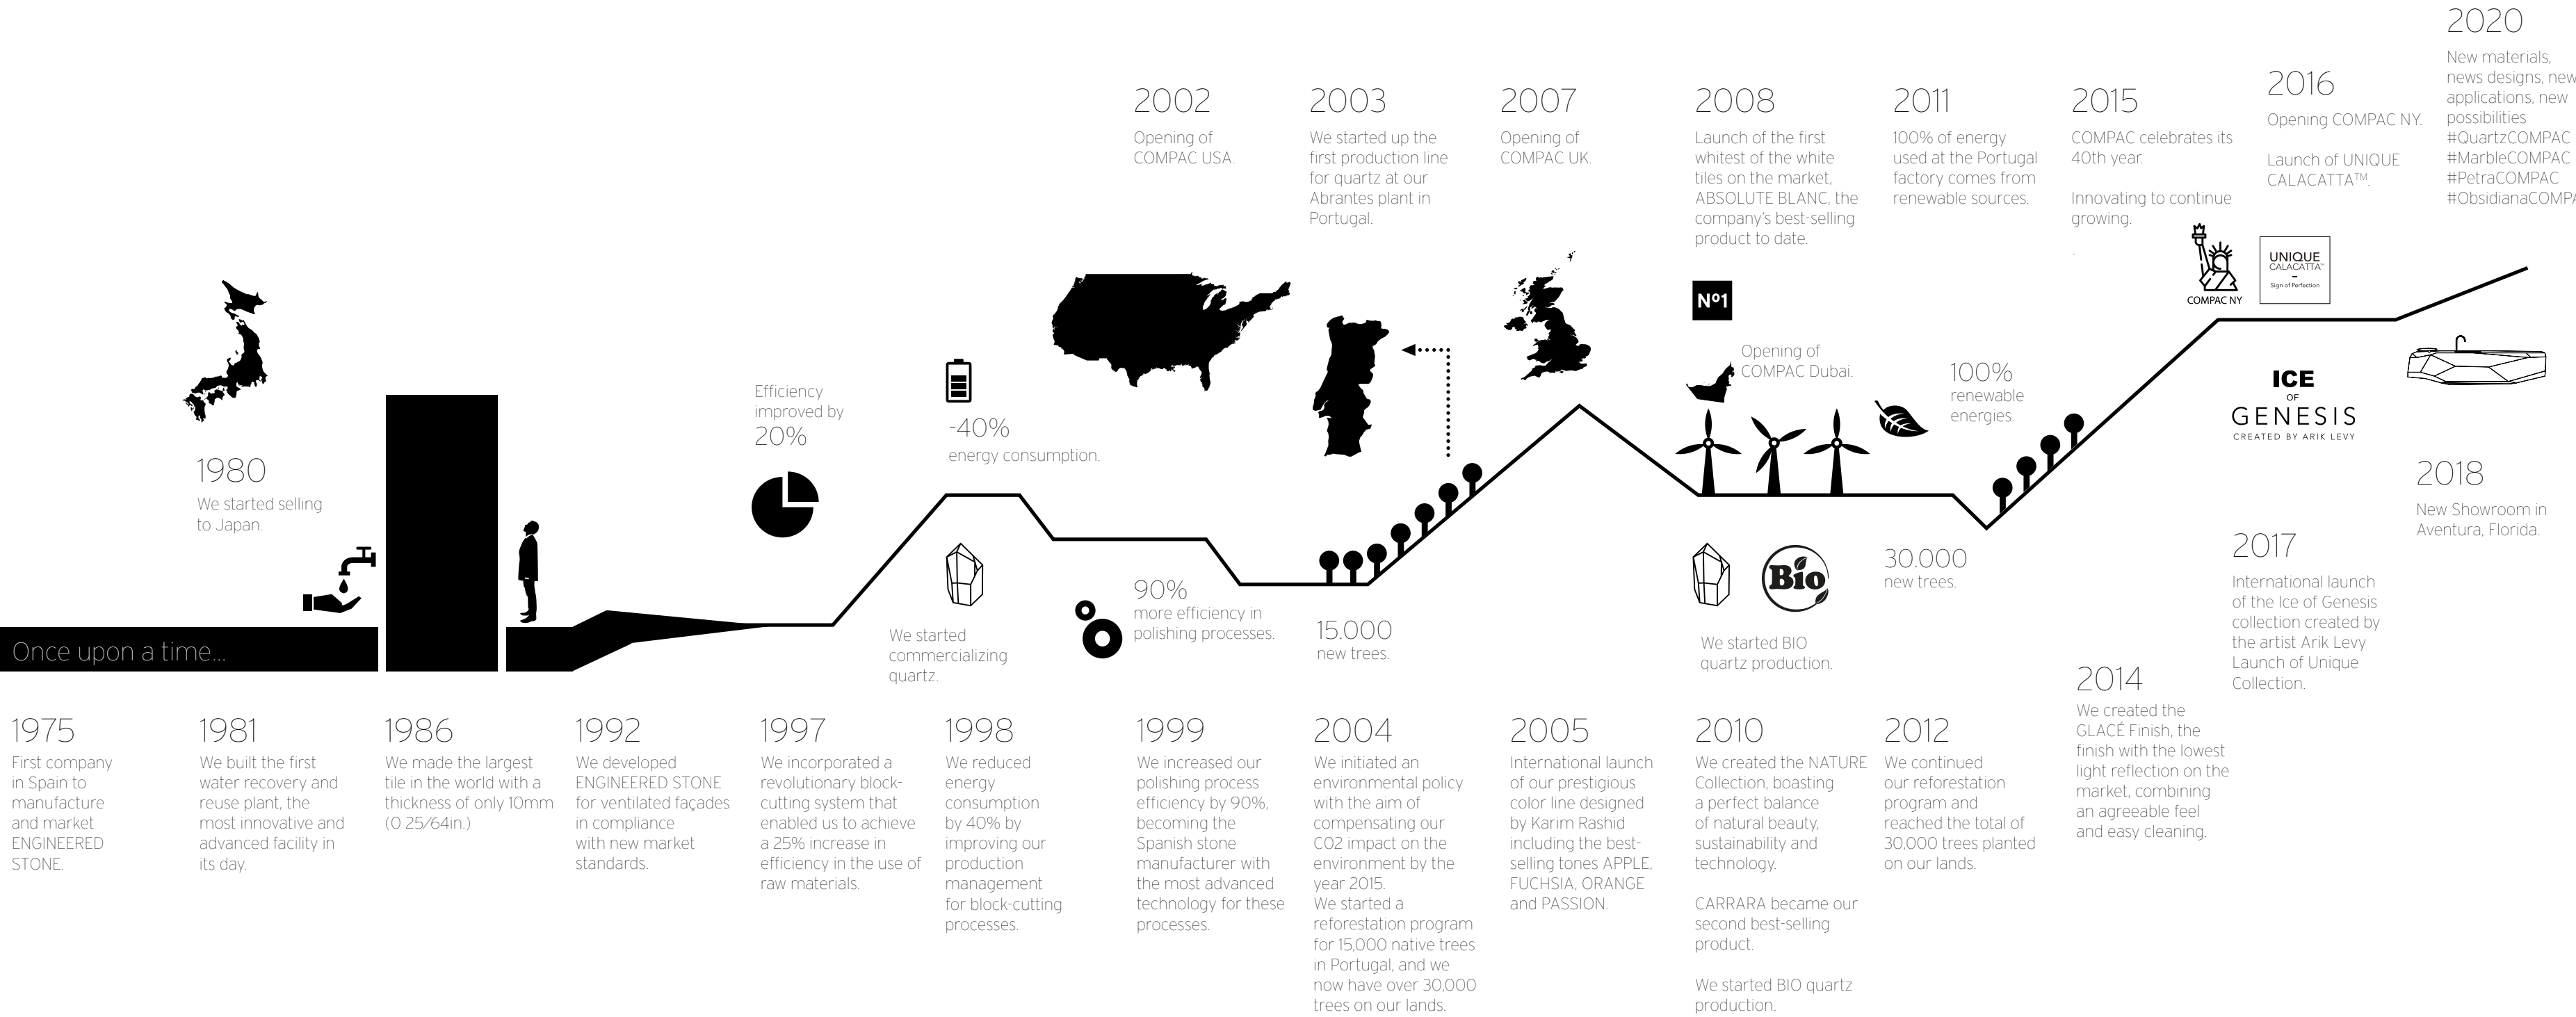 2002
Opening of
COMPAC USA.
2003
We started up the
first production line
for quartz at our
Abrantes plant in
Portugal.
2007
Opening of
COMPAC UK.
2008
Launch of the first
whitest of the white
tiles on the market,
ABSOLUTE BLANC, the
company's best-selling
product to date.
2011
100% of energy
used at the Portugal
factory comes from
renewable sources.
2015
COMPAC celebrates its
40th year.
Innovating to continue
growing.
2016
Opening COMPAC NY.
Launch of UNIQUE
CALACATTA™.
2020
New materials,
news designs, new
applications, new
possibilities
#QuartzCOMPAC
#MarbleCOMPAC
#PetraCOMPAC
#ObsidianaCOMPA
COMPAC NY
UNIQUE
CALACATTA™
Sign of Perfection
Nº1
Opening of
COMPAC Dubai.
100%
renewable
energies.
ICE
OF
GENESIS
CREATED BY ARIK LEVY
1980
We started selling
to Japan.
Efficiency
improved by
20%
-40%
energy consumption.
2018
New Showroom in
Aventura, Florida.
Once upon a time...
We started
commercializing
quartz.
90%
more efficiency in
polishing processes.
15.000
new trees.
Bio
We started BIO
quartz production.
30.000
new trees.
2017
International launch
of the Ice of Genesis
collection created by
the artist Arik Levy
Launch of Unique
Collection.
1975
First company
in Spain to
manufacture
and market
ENGINEERED
STONE.
1981
We built the first
water recovery and
reuse plant, the
most innovative and
advanced facility in
its day.
1986
We made the largest
tile in the world with a
thickness of only 10mm
(0 25/64in.)
1992
We developed
ENGINEERED STONE
for ventilated façades
in compliance
with new market
standards.
1997
We incorporated a
revolutionary block-
cutting system that
enabled us to achieve
a 25% increase in
efficiency in the use of
raw materials.
1998
We reduced
energy
consumption
by 40% by
improving our
production
management
for block-cutting
processes.
1999
We increased our
polishing process
efficiency by 90%,
becoming the
Spanish stone
manufacturer with
the most advanced
technology for these
processes.
2004
We initiated an
environmental policy
with the aim of
compensating our
CO2 impact on the
environment by the
year 2015.
We started a
reforestation program
for 15,000 native trees
in Portugal, and we
now have over 30,000
trees on our lands.
2005
International launch
of our prestigious
color line designed
by Karim Rashid
including the best-
selling tones APPLE,
FUCHSIA, ORANGE
and PASSION.
2010
We created the NATURE
Collection, boasting
a perfect balance
of natural beauty,
sustainability and
technology.
CARRARA became our
second best-selling
product.
We started BIO quartz
production.
2012
We continued
our reforestation
program and
reached the total of
30,000 trees planted
on our lands.
2014
We created the
GLACÉ Finish, the
finish with the lowest
light reflection on the
market, combining
an agreeable feel
and easy cleaning.